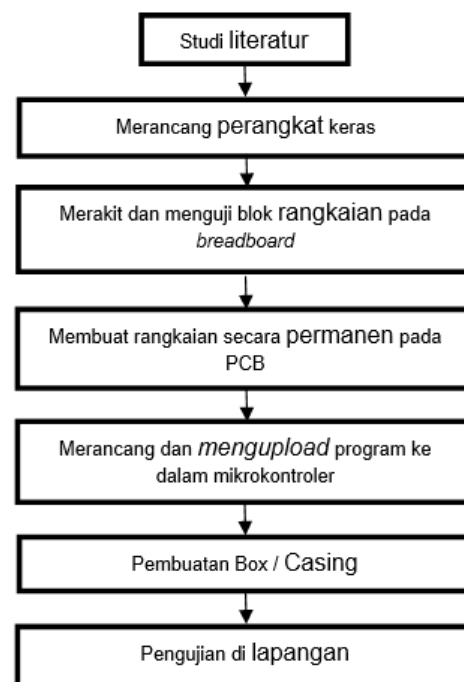 Studi literatur
Merancang perangkat keras
Merakit dan menguji blok rangkaian pada
breadboard
Membuat rangkaian secara permanen pada
PCB
Merancang dan mengupload program ke
dalam mikrokontroler
Pembuatan Box / Casing
Pengujian di lapangan